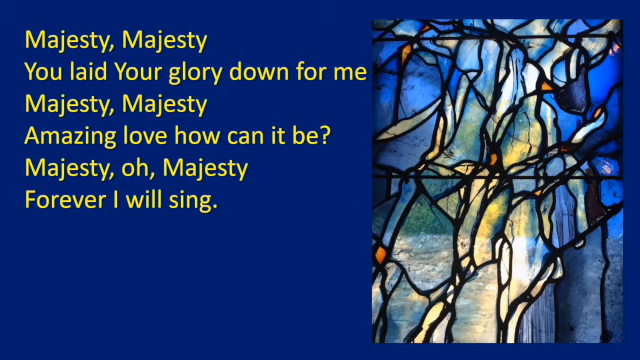 Majesty, Majesty
You laid Your glory down for me
Majesty, Majesty
Amazing love how can it be?
Majesty, oh, Majesty
Forever I will sing.